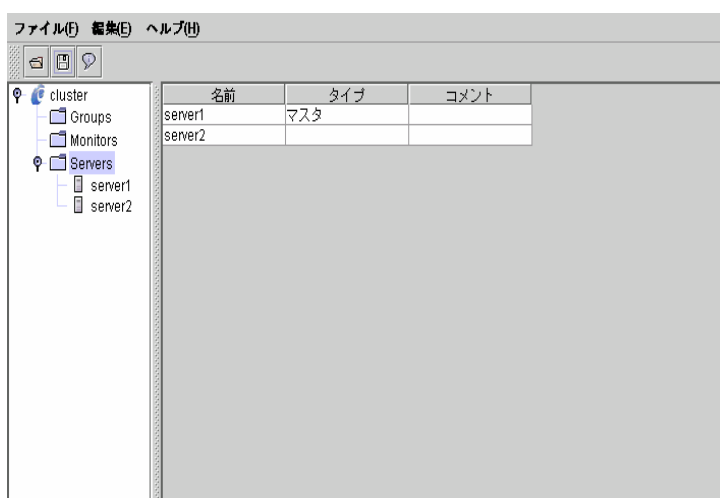 ファイル(F) 編集(E) ヘルプ(H)
cluster
Groups
Monitors
Servers
server1
server2
名前 タイプ コメント
server1 マスタ
server2